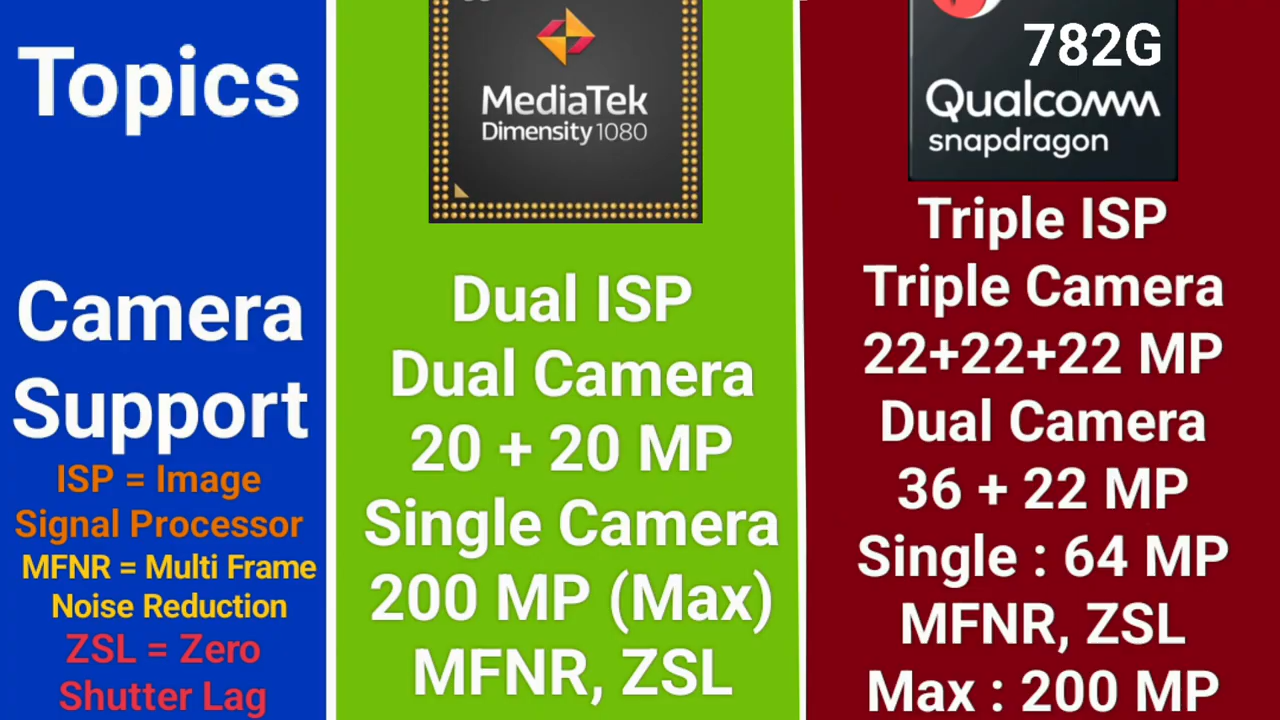 Topics
Camera
Support
ISP = Image
Signal Processor
MFNR = Multi Frame
Noise Reduction
ZSL = Zero
Shutter Lag
MediaTek
Dimensity 1080
Dual ISP
Dual Camera
20 + 20 MP
Single Camera
200 MP (Max)
MFNR, ZSL
782G
Qualcomm
snapdragon
Triple ISP
Triple Camera
22+22+22 MP
Dual Camera
36 + 22 MP
Single : 64 MP
MFNR, ZSL
Max : 200 MP